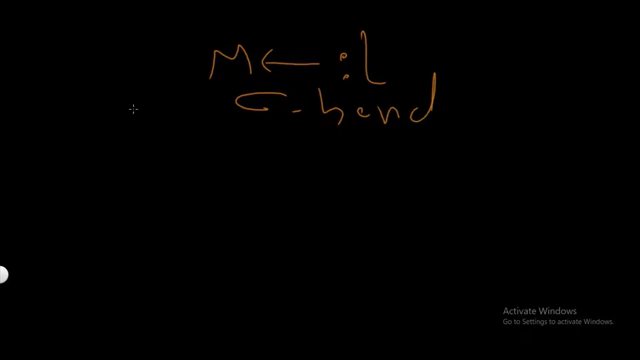 M ← :L
σ-bond
Activate Windows
Go to Settings to activate Windows.